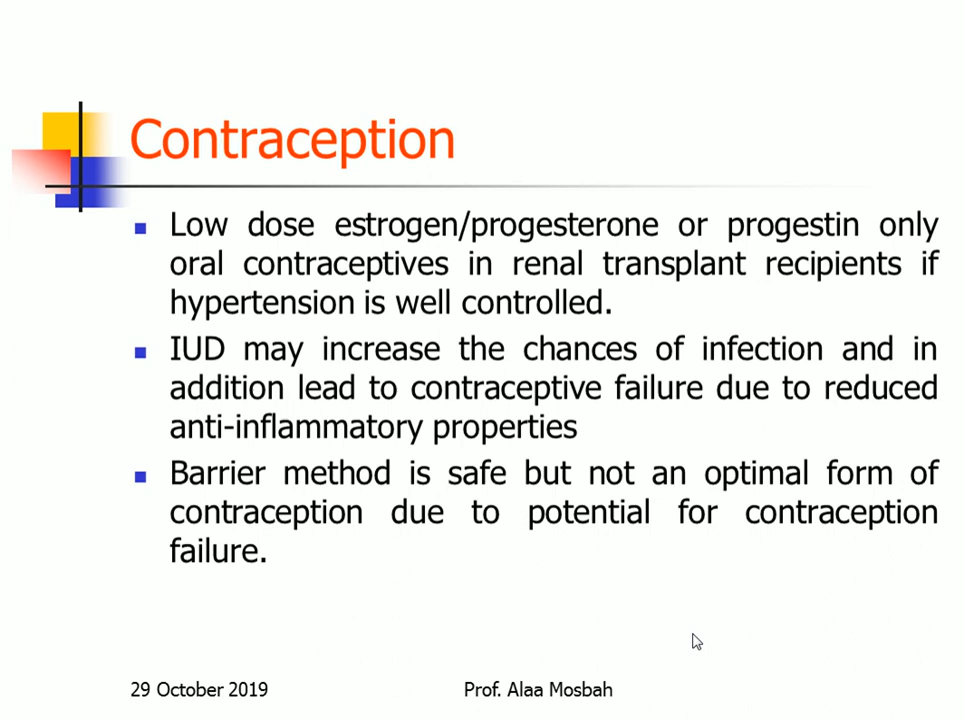 Contraception
Low dose estrogen/progesterone or progestin only
oral contraceptives in renal transplant recipients if
hypertension is well controlled.
IUD may increase the chances of infection and in
addition lead to contraceptive failure due to reduced
anti-inflammatory properties
Barrier method is safe but not an optimal form of
contraception due to potential for contraception
failure.
29 October 2019
Prof. Alaa Mosbah